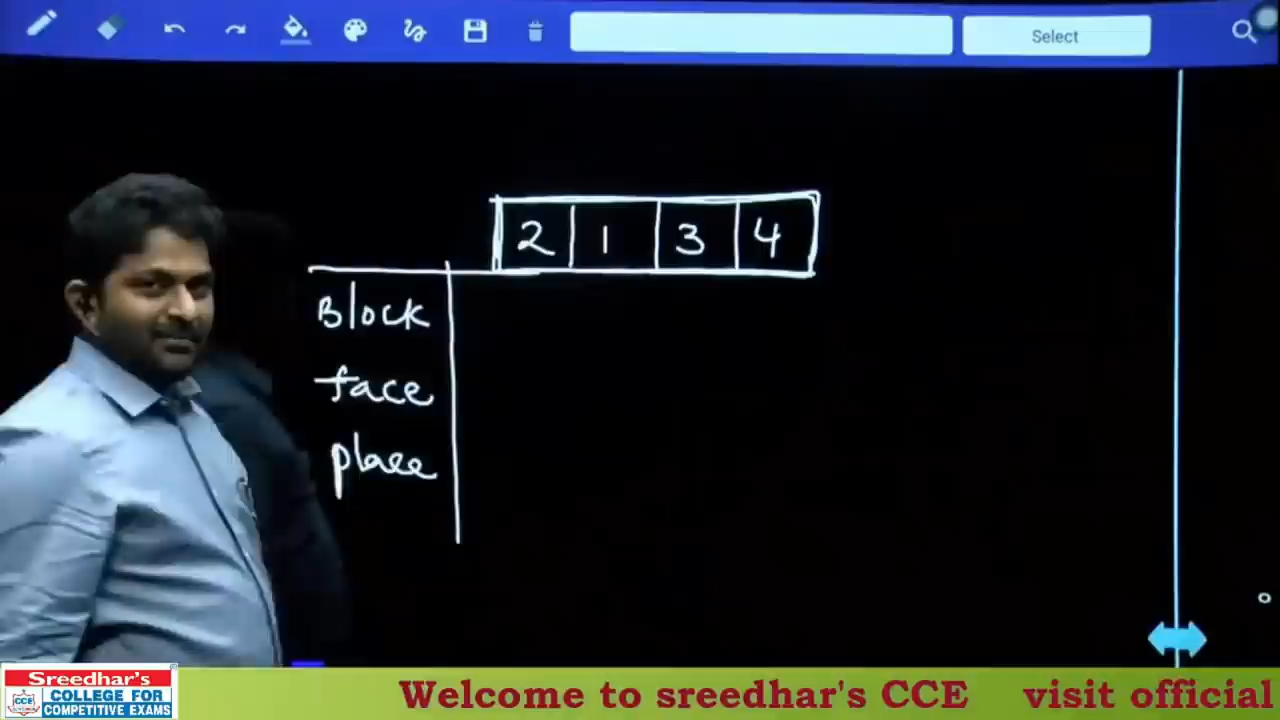 Select
2 1 3 4
Block
face
place
Sreedhar's
CCE
COLLEGE FOR
COMPETITIVE EXAMS
Welcome to sreedhar's CCE visit official